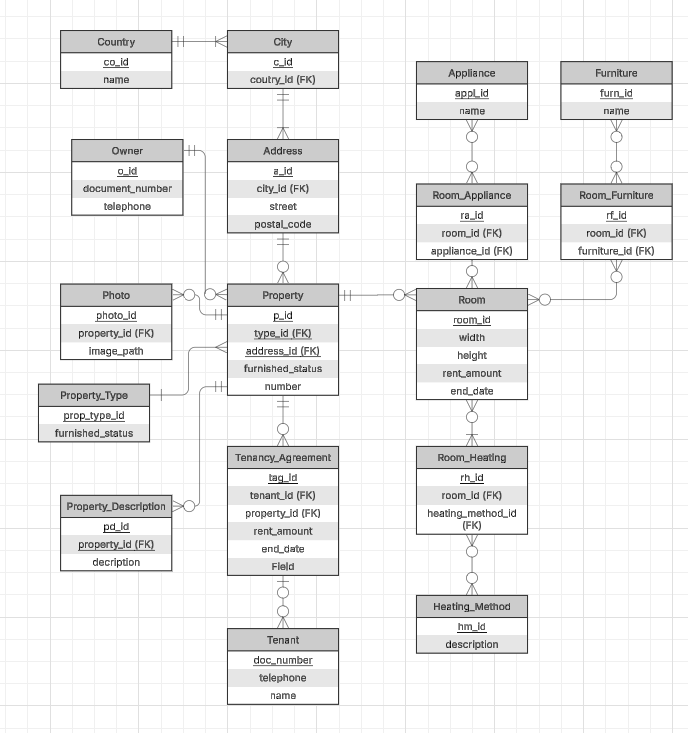 Country
co_id
name
City
c_id
coutry_id (FK)
Appliance
appl_id
name
Furniture
furn_id
name
Owner
o_id
document_number
telephone
Address
a_id
city_id (FK)
street
postal_code
Room_Appliance
ra_id
room_id (FK)
appliance_id (FK)
Room_Furniture
rf_id
room_id (FK)
furniture_id (FK)
Photo
photo_id
property_id (FK)
image_path
Property
p_id
type_id (FK)
address_id (FK)
furnished_status
number
Room
room_id
width
height
rent_amount
end_date
Property_Type
prop_type_id
furnished_status
Tenancy_Agreement
tag_id
tenant_id (FK)
property_id (FK)
rent_amount
end_date
Field
Room_Heating
rh_id
room_id (FK)
heating_method_id
(FK)
Property_Description
pd_id
property_id (FK)
decription
Heating_Method
hm_id
description
Tenant
doc_number
telephone
name